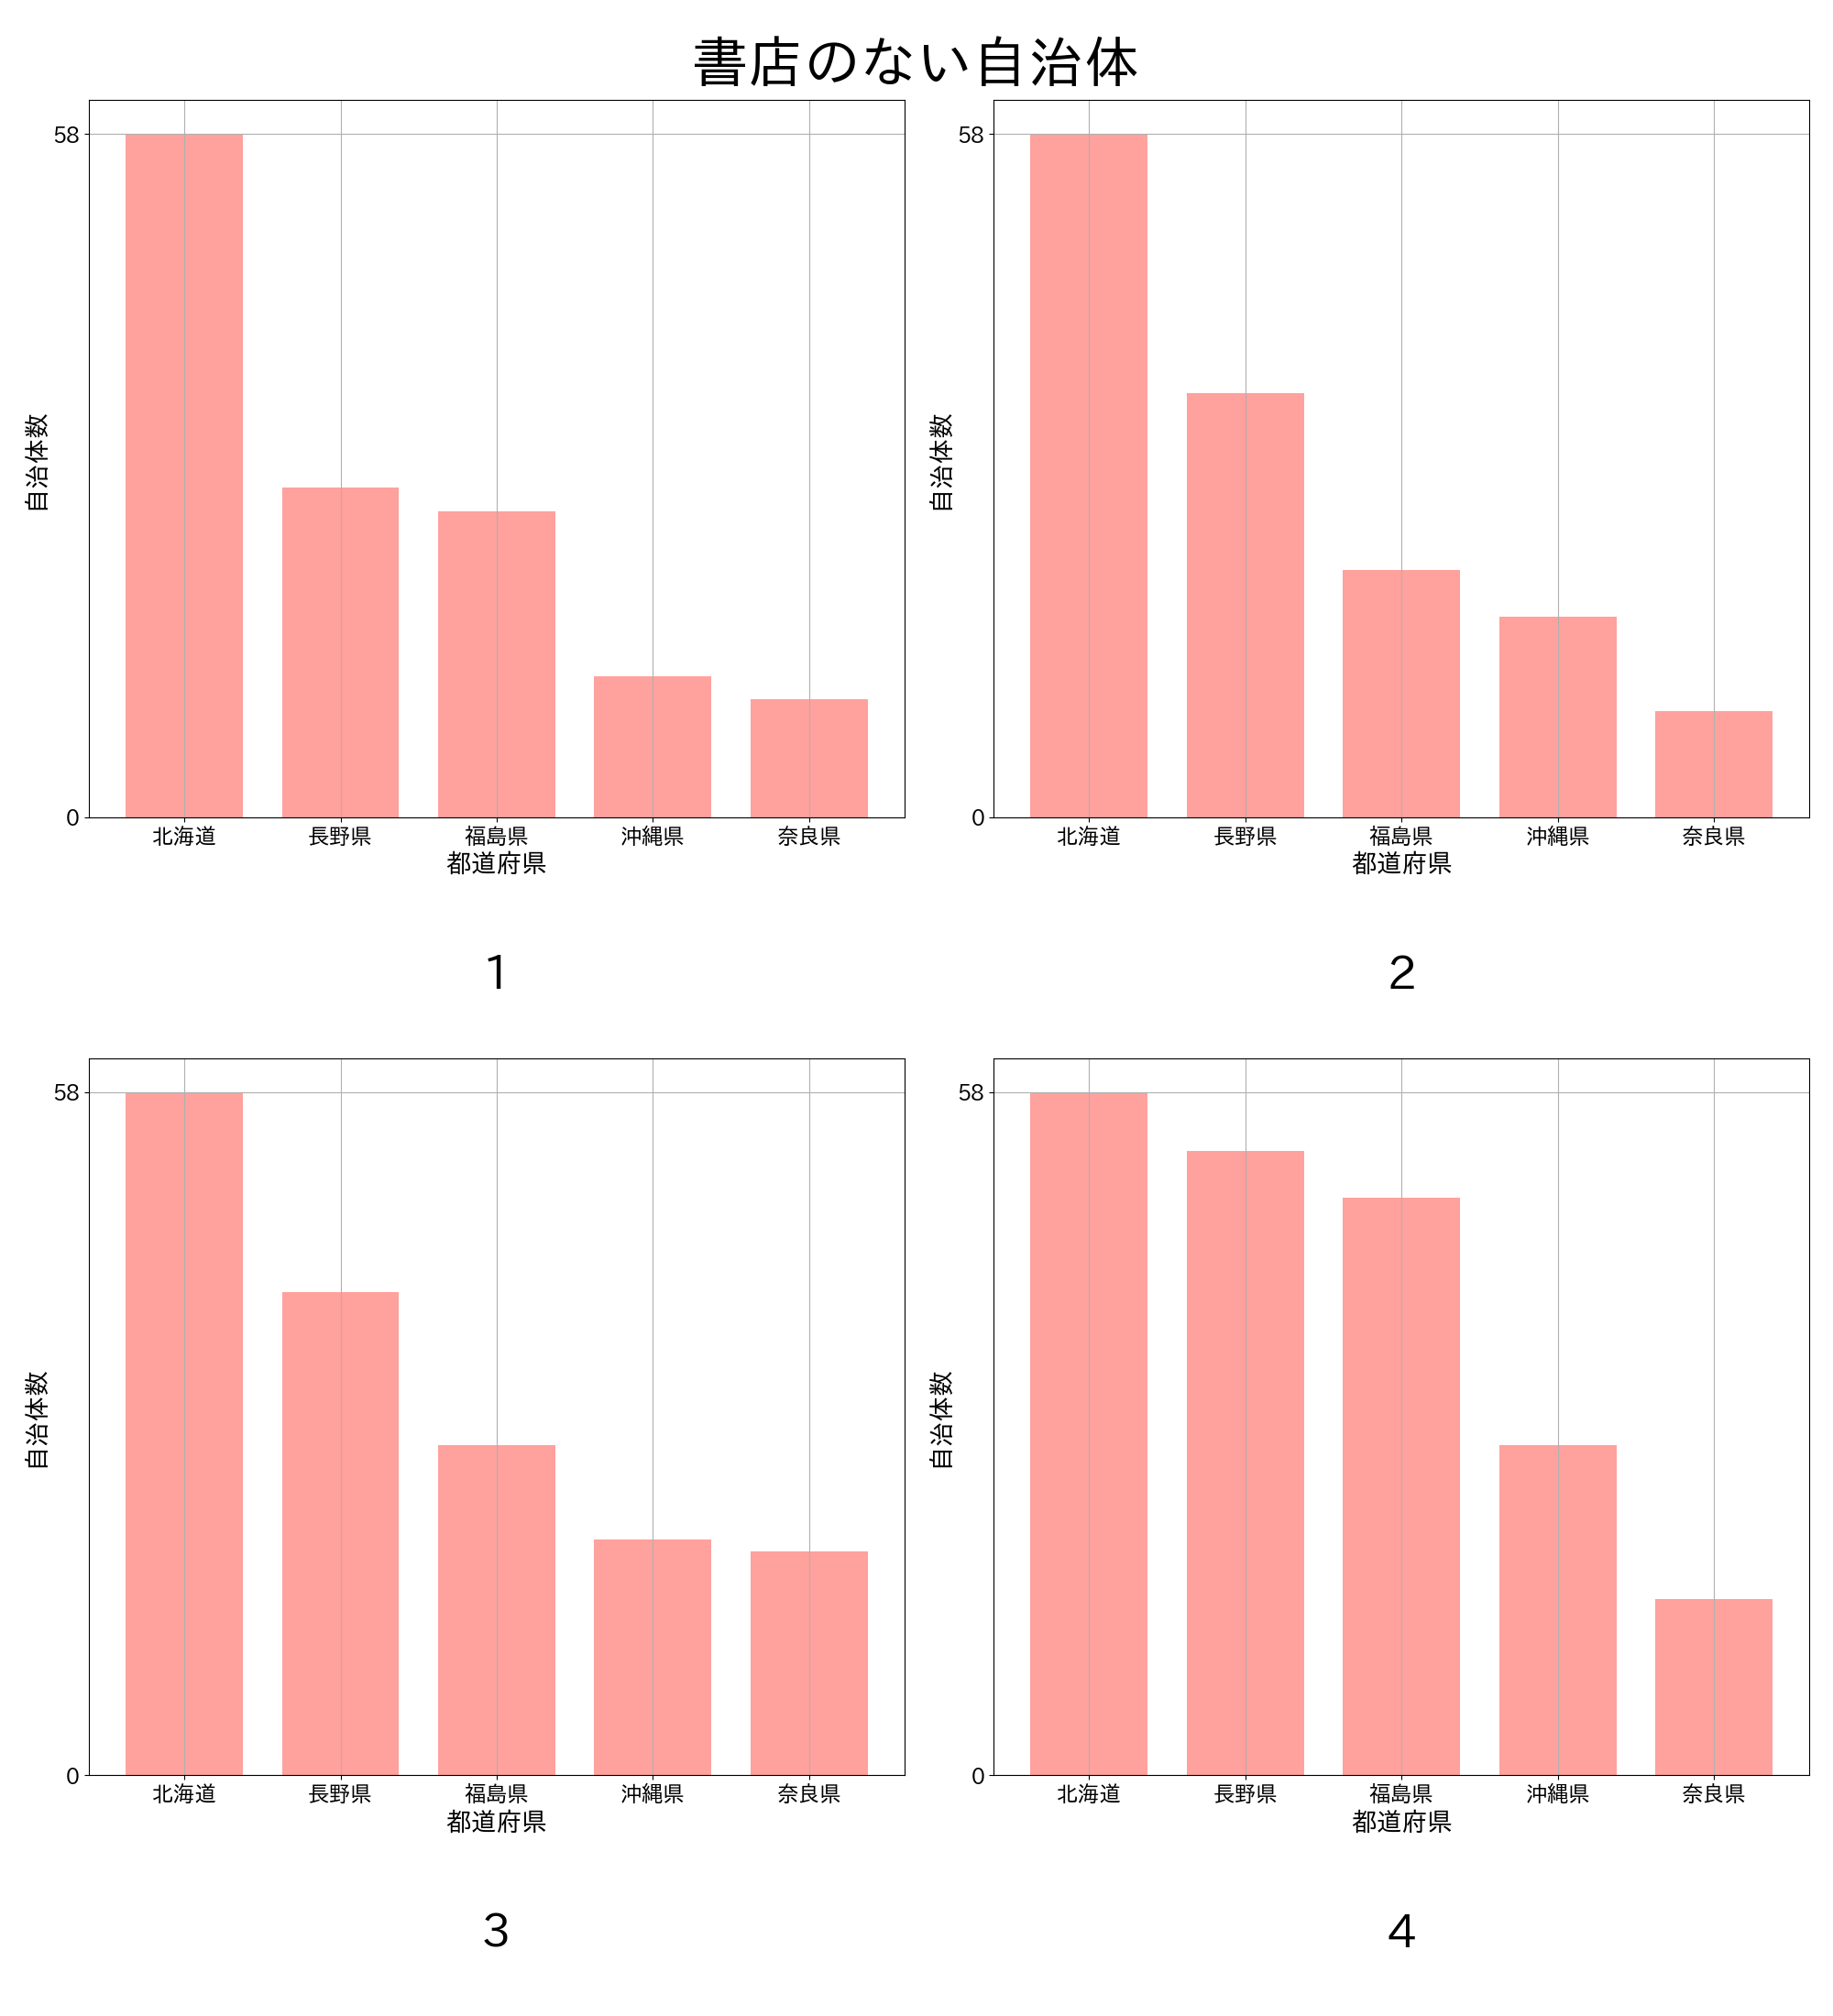 書店のない自治体
58
0
自治体数
北海道 長野県 福島県 沖縄県 奈良県
都道府県
1
58
0
自治体数
北海道 長野県 福島県 沖縄県 奈良県
都道府県
2
58
0
自治体数
北海道 長野県 福島県 沖縄県 奈良県
都道府県
3
58
0
自治体数
北海道 長野県 福島県 沖縄県 奈良県
都道府県
4